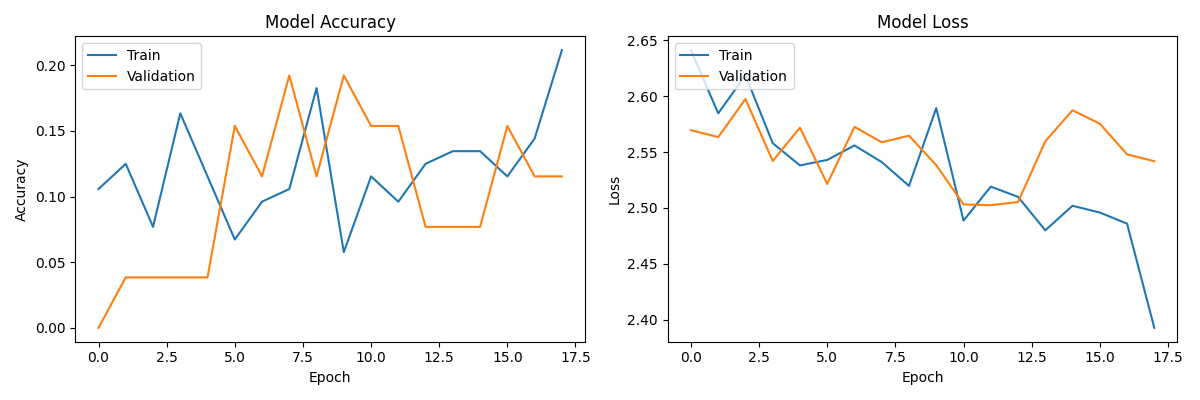 Model Accuracy
Train
Validation
0.20
0.15
0.10
0.05
0.00
Accuracy
0.0 2.5 5.0 7.5 10.0 12.5 15.0 17.5
Epoch
Model Loss
Train
Validation
2.65
2.60
2.55
2.50
2.45
2.40
Loss
0.0 2.5 5.0 7.5 10.0 12.5 15.0 17.5
Epoch